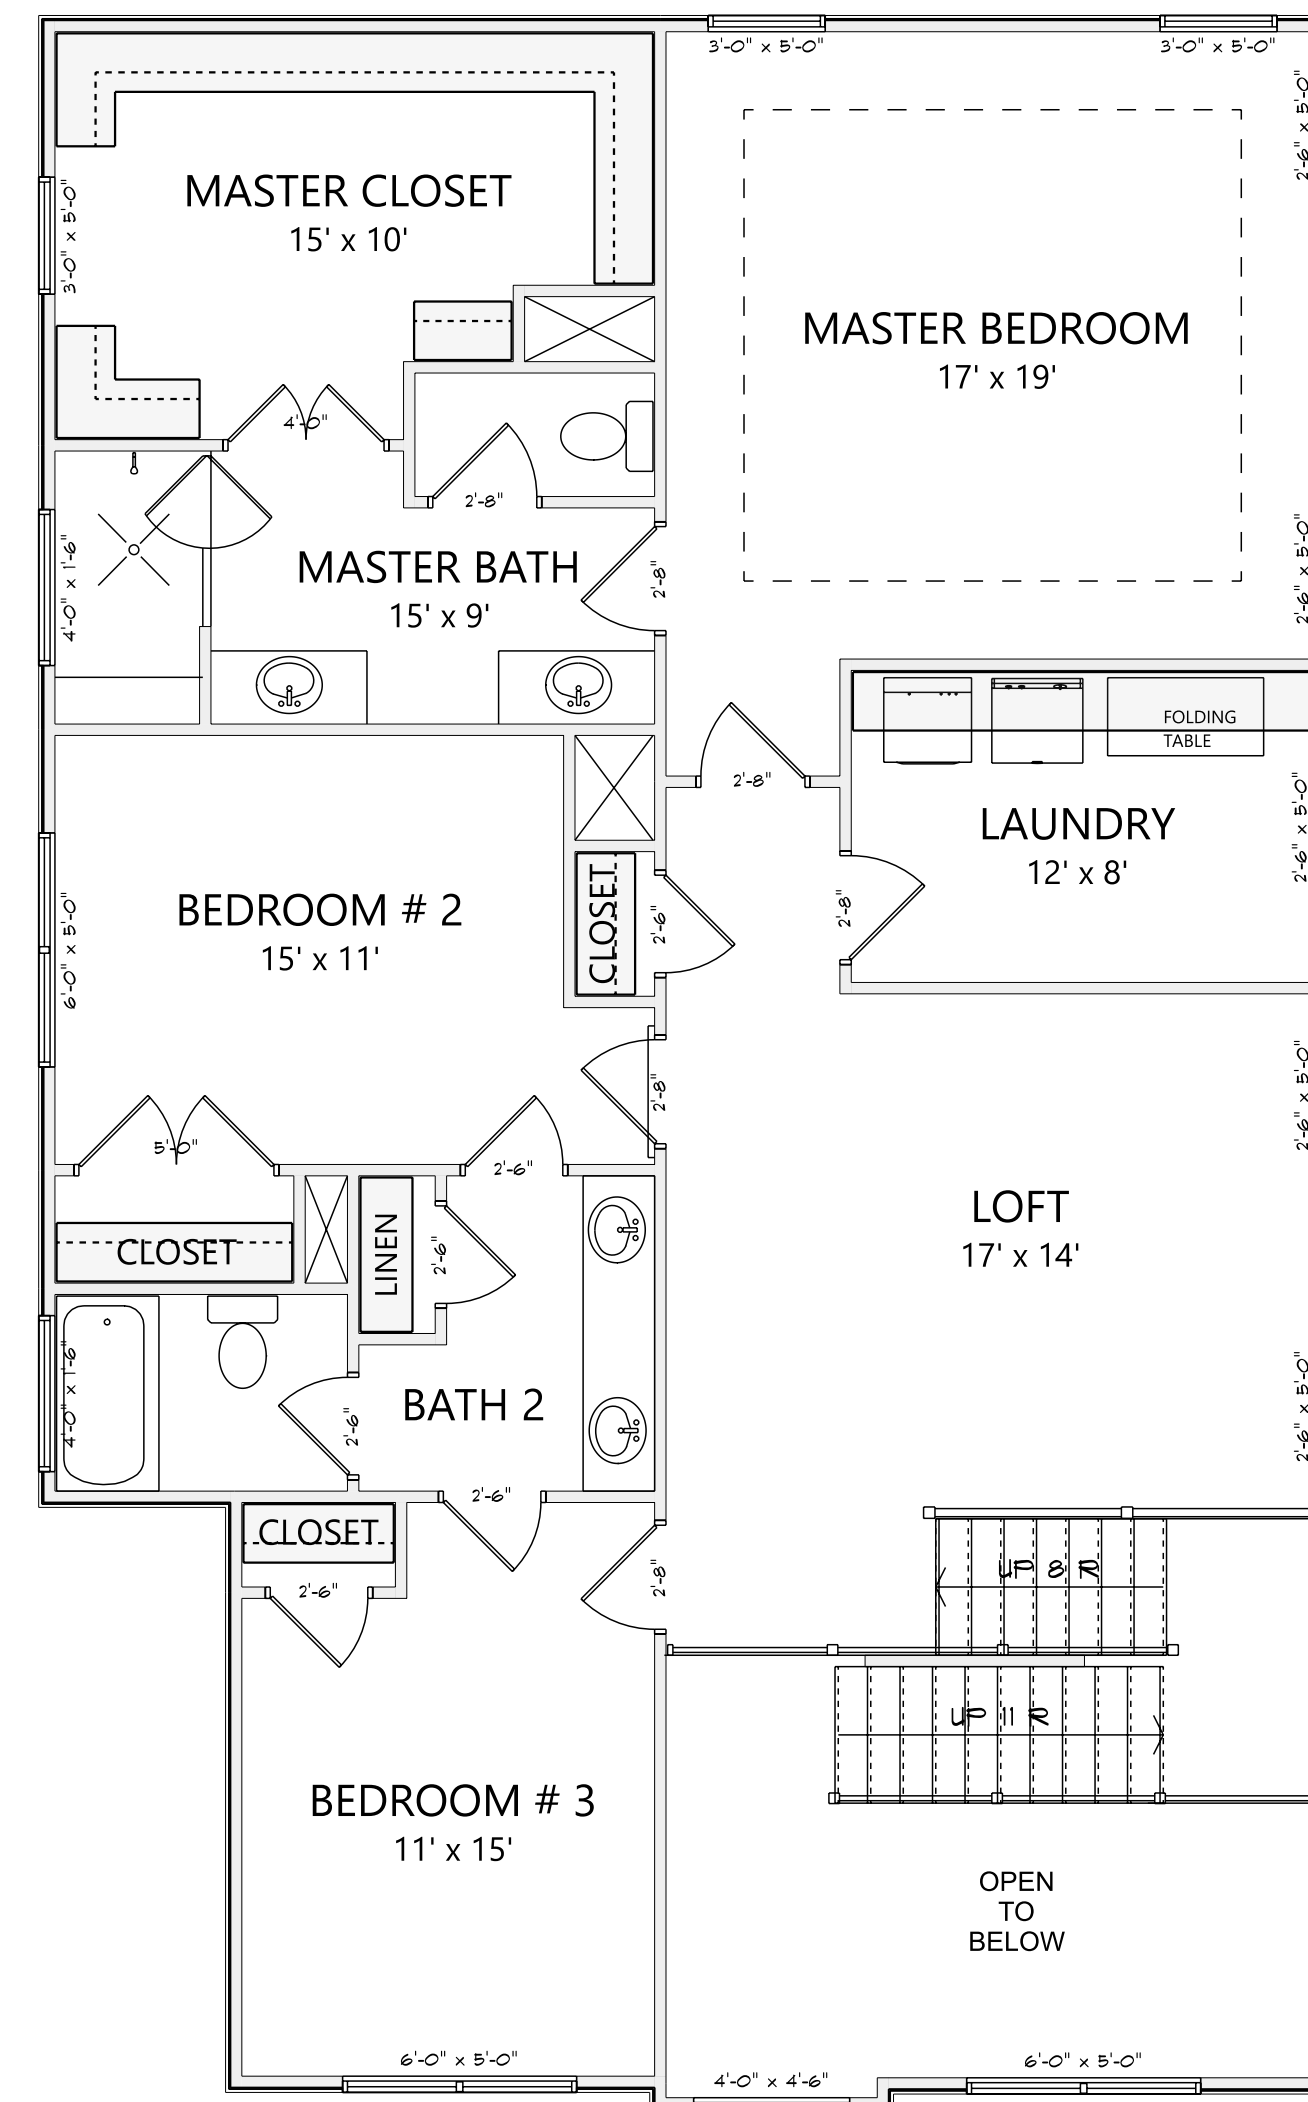 3'-0" x 5'-0"
3'-0" x 5'-0"
2'-6" x 5'-0"
MASTER CLOSET
15' x 10'
3'-0" x 5'-0"
MASTER BEDROOM
17' x 19'
4'-0"
2'-8"
4'-0" x 1'-6"
MASTER BATH
15' x 9'
2'-8"
2'-6" x 5'-0"
FOLDING
TABLE
2'-8"
LAUNDRY
12' x 8'
2'-6" x 5'-0"
BEDROOM # 2
15' x 11'
6'-0" x 5'-0"
CLOSET
2'-6"
2'-8"
2'-8"
2'-6" x 5'-0"
5'-0"
2'-6"
CLOSET
LINEN
2'-6"
LOFT
17' x 14'
4'-0" x 1'-6"
BATH 2
2'-6"
2'-6" x 5'-0"
2'-6"
CLOSET
2'-6"
2'-8"
UP 8 R
UP 11 R
BEDROOM # 3
11' x 15'
OPEN
TO
BELOW
6'-0" x 5'-0"
6'-0" x 5'-0"
4'-0" x 4'-6"